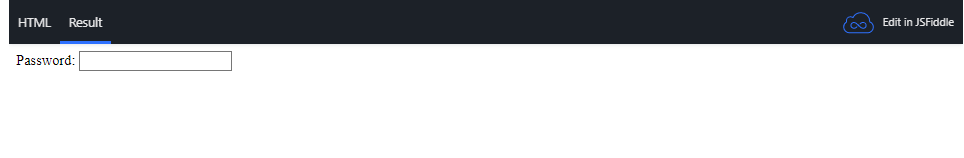 HTML Result Edit in JSFiddle
Password: